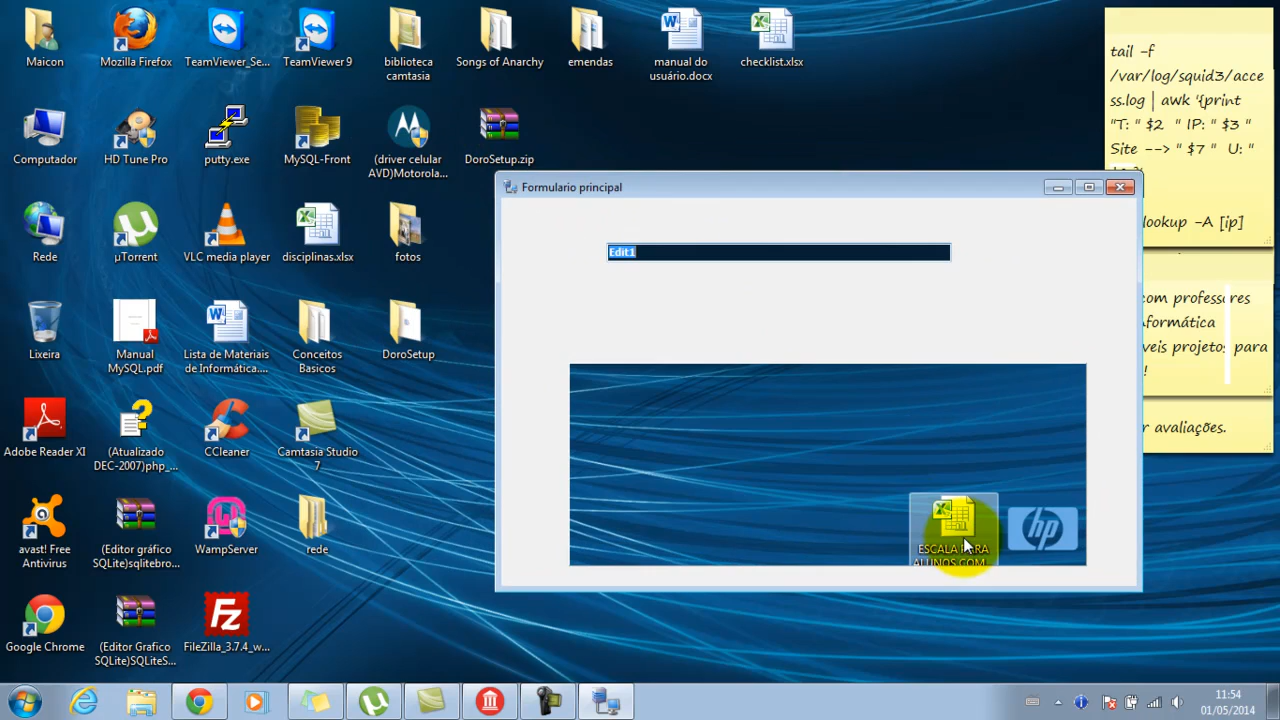 Maicon
Mozilla Firefox
TeamViewer_Se...
TeamViewer 9
biblioteca
camtasia
Songs of Anarchy
emendas
manual do
usuário.docx
checklist.xlsx
Computador
HD Tune Pro
putty.exe
MySQL-Front
(driver celular
AVD)Motorola...
DoroSetup.zip
Rede
µTorrent
VLC media player
disciplinas.xlsx
fotos
Lixeira
Manual
MySQL.pdf
Lista de Materiais
de Informática....
Conceitos
Basicos
DoroSetup
Adobe Reader XI
(Atualizado
DEC-2007)php_...
CCleaner
Camtasia Studio
7
avast! Free
Antivirus
(Editor gráfico
SQLite)sqlitebro...
WampServer
rede
Google Chrome
(Editor Grafico
SQLite)SQLiteS...
FileZilla_3.7.4_w...
Formulario principal
Edit1
ESCALA PARA
ALUNOS COM...
hp
tail -f
/var/log/squid3/acce
ss.log | awk '{print
"T: " $2 " IP: " $3 "
Site --> " $7 " U: "
lookup -A [ip]
com professores
veis projetos para
!
r avaliações.
11:54
01/05/2014